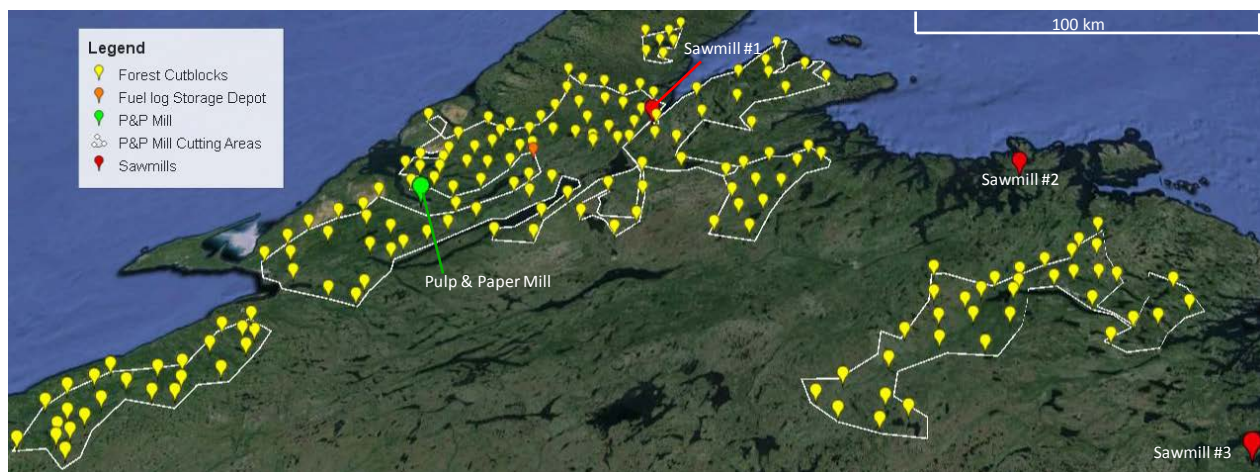 100 km
Legend
Forest Cutblocks
Fuel log Storage Depot
P&P Mill
P&P Mill Cutting Areas
Sawmills
Sawmill #1
Sawmill #2
Pulp & Paper Mill
Sawmill #3